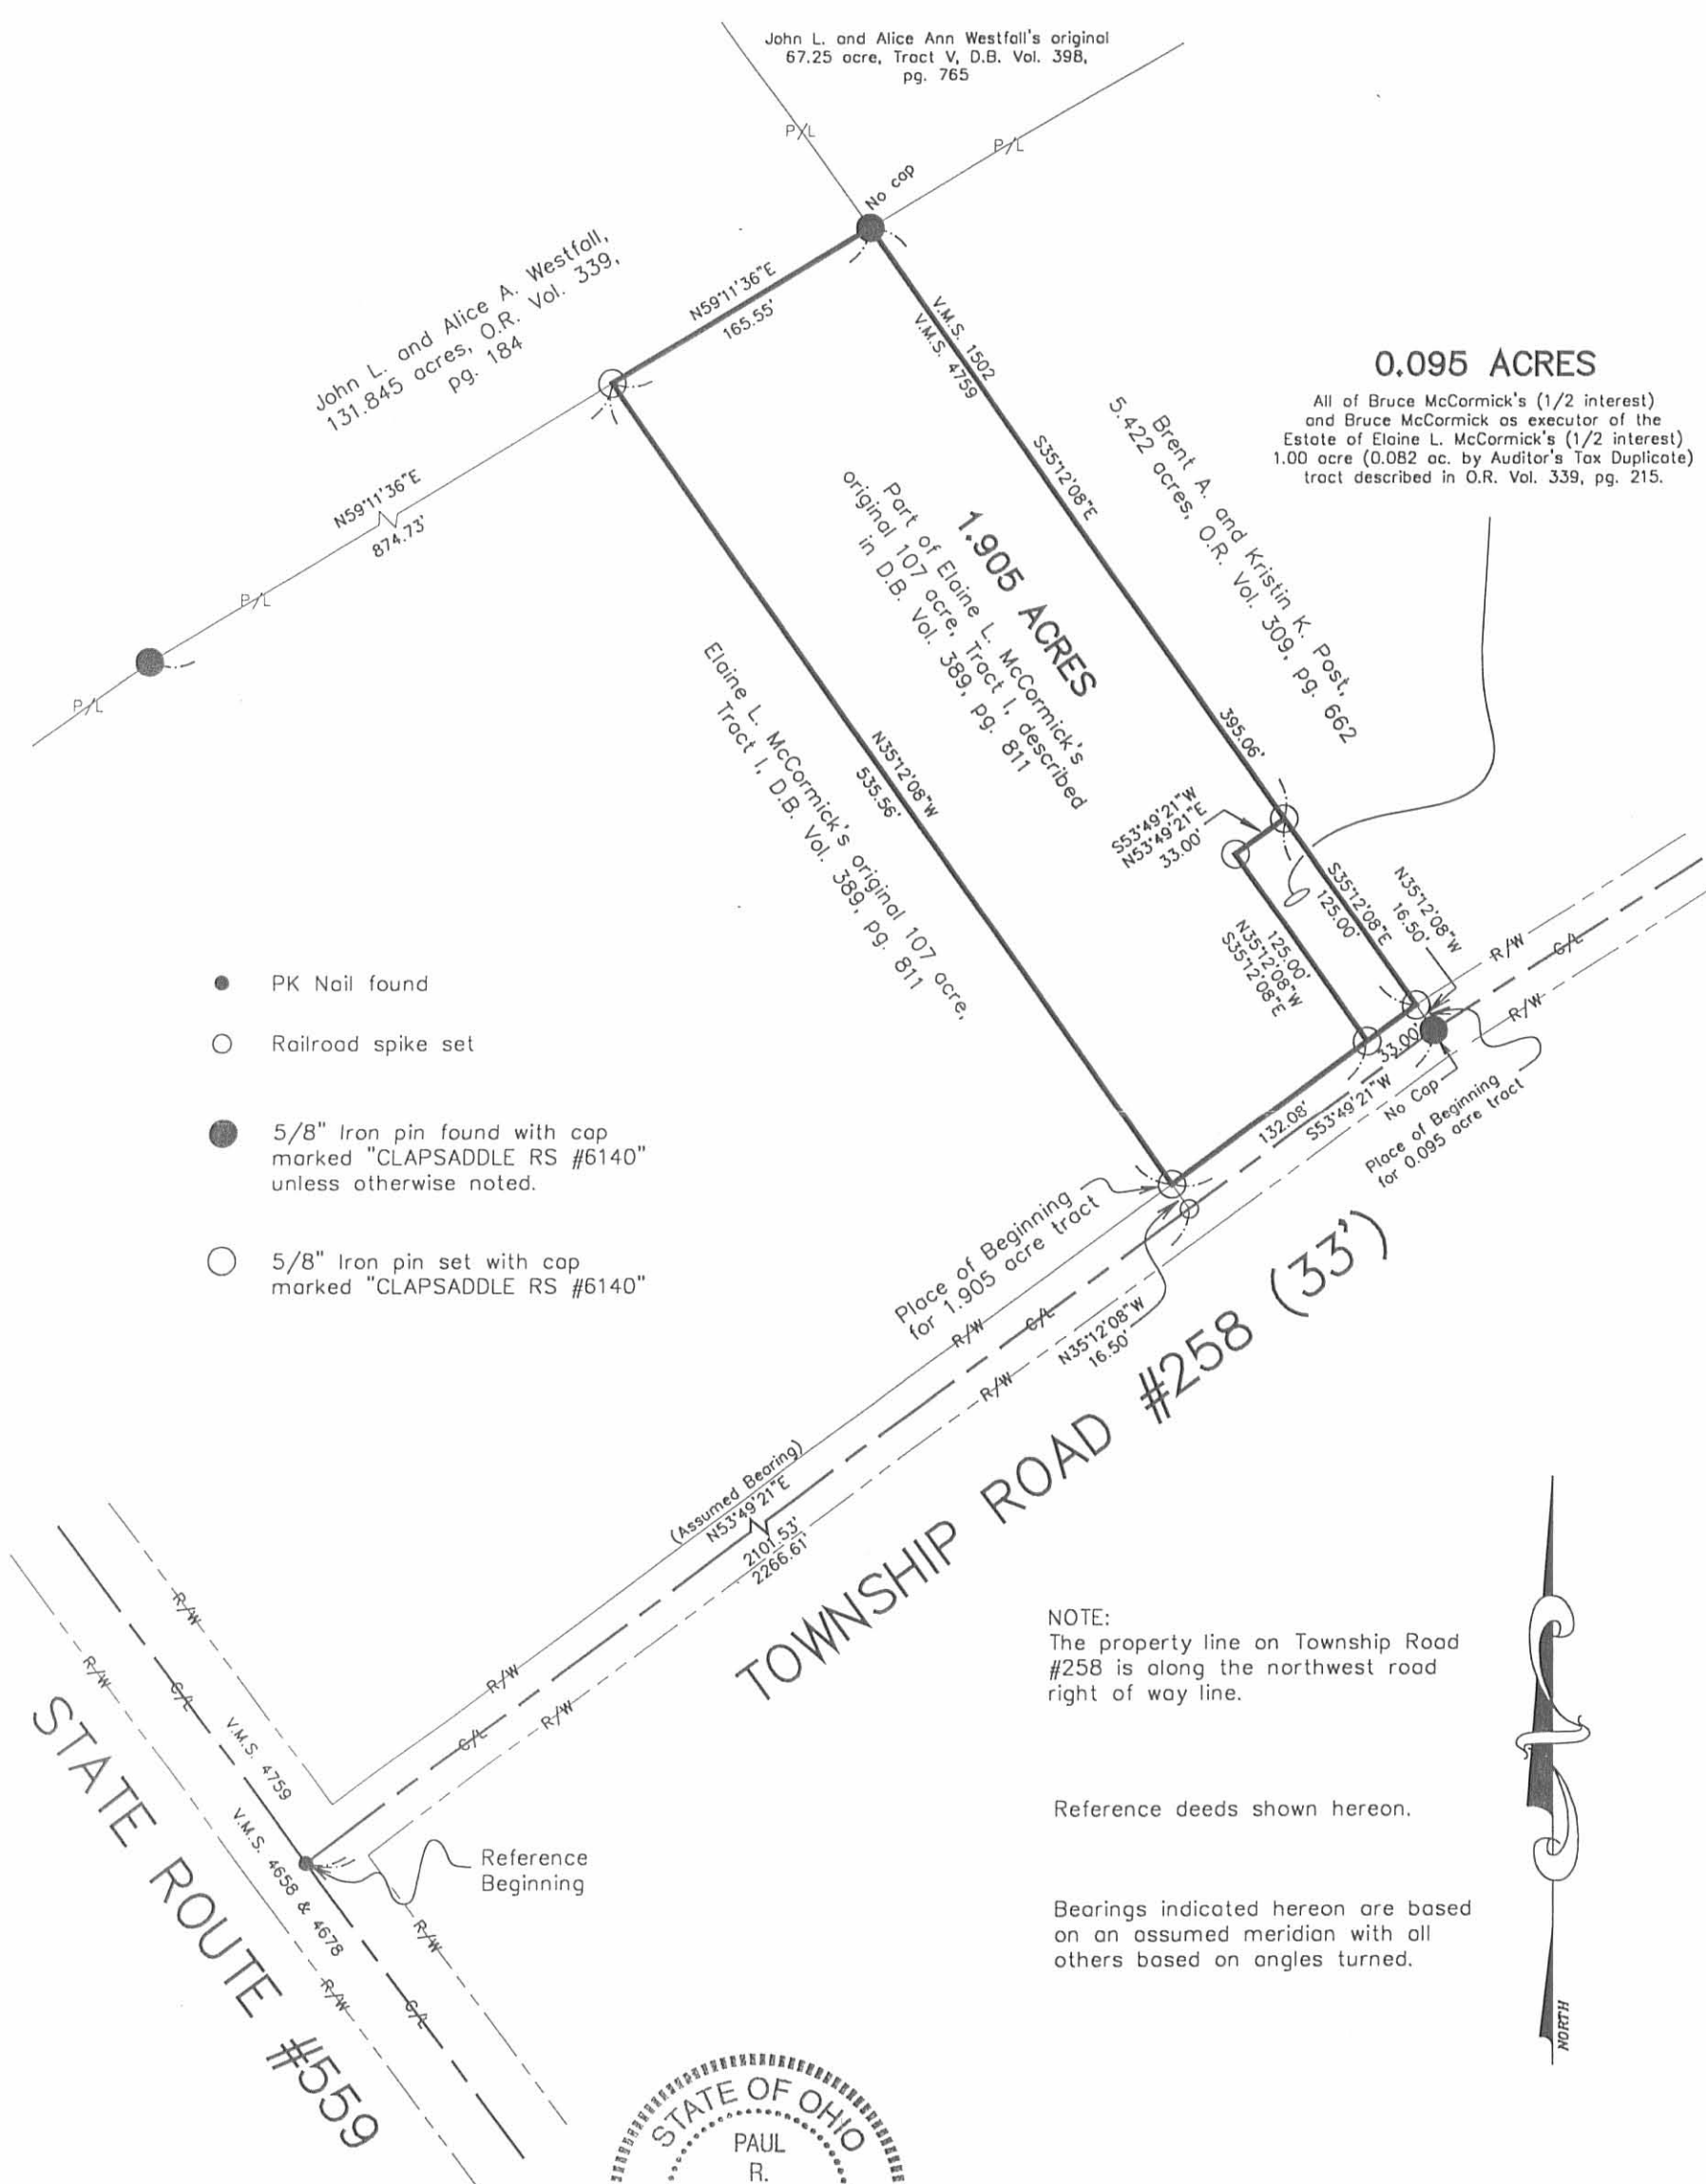 John L. and Alice Ann Westfall's original
67.25 acre, Tract V, D.B. Vol. 398,
pg. 765
P/L
P/L
No cap
John L. and Alice A. Westfall,
131.845 acres, O.R. Vol. 339,
pg. 184
N59°11'36"E
165.55'
V.M.S. 1502
V.M.S. 4759
0.095 ACRES
All of Bruce McCormick's (1/2 interest)
and Bruce McCormick as executor of the
Estate of Elaine L. McCormick's (1/2 interest)
1.00 acre (0.082 ac. by Auditor's Tax Duplicate)
tract described in O.R. Vol. 339, pg. 215.
Brent A. and Kristin K. Post,
5.422 acres, O.R. Vol. 309, pg. 662
S35°12'08"E
395.06'
N59°11'36"E
874.73'
P/L
P/L
1.905 ACRES
Part of Elaine L. McCormick's
original 107 acre, Tract I, described
in D.B. Vol. 389, pg. 811
N35°12'08"W
535.56'
Elaine L. McCormick's original 107 acre,
Tract I, D.B. Vol. 389, pg. 811
S53°49'21"W
N53°49'21"E
33.00'
S35°12'08"E
125.00'
N35°12'08"W
16.50'
125.00'
N35°12'08"W
S35°12'08"E
R/W
C/L
R/W
33.00'
132.08'
S53°49'21"W
No Cap
Place of Beginning
for 0.095 acre tract
PK Nail found
Railroad spike set
5/8" Iron pin found with cap
marked "CLAPSADDLE RS #6140"
unless otherwise noted.
5/8" Iron pin set with cap
marked "CLAPSADDLE RS #6140"
Place of Beginning
for 1.905 acre tract
R/W
C/L
R/W
N35°12'08"W
16.50'
TOWNSHIP ROAD #258 (33')
(Assumed Bearing)
N53°49'21"E
2101.53'
2266.61'
R/W
C/L
R/W
NOTE:
The property line on Township Road
#258 is along the northwest road
right of way line.
Reference deeds shown hereon.
Bearings indicated hereon are based
on an assumed meridian with all
others based on angles turned.
NORTH
R/W
R/W
C/L
V.M.S. 4759
V.M.S. 4658 & 4678
Reference
Beginning
R/W
R/W
C/L
STATE ROUTE #559
STATE OF OHIO
PAUL
R.